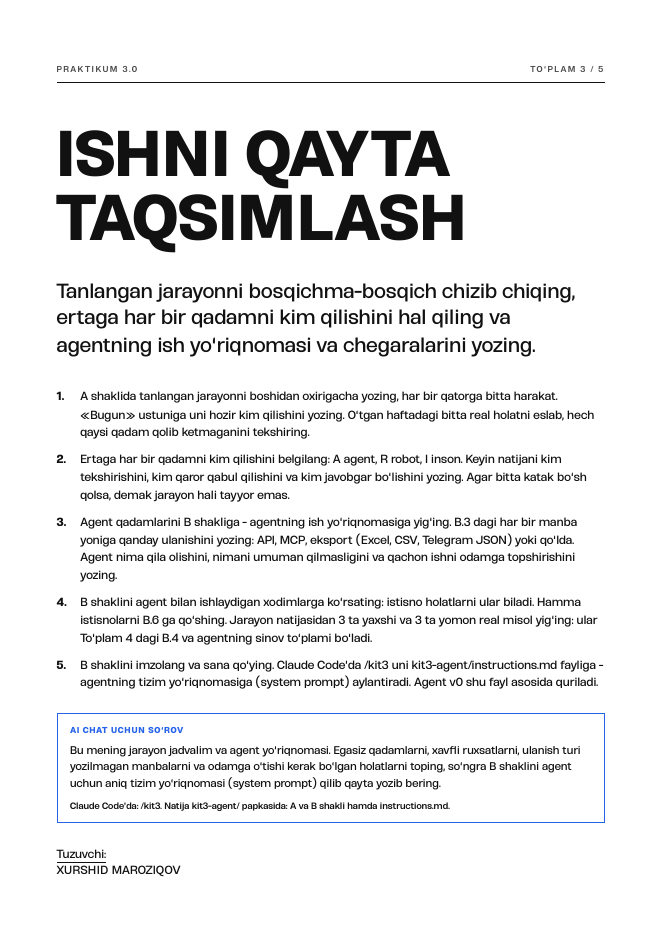 PRAKTIKUM 3.0
TO‘PLAM 3 / 5
ISHNI QAYTA
TAQSIMLASH
Tanlangan jarayonni bosqichma-bosqich chizib chiqing,
ertaga har bir qadamni kim qilishini hal qiling va
agentning ish yo‘riqnomasi va chegaralarini yozing.
1. A shaklida tanlangan jarayonni boshidan oxirigacha yozing, har bir qatorga bitta harakat.
«Bugun» ustuniga uni hozir kim qilishini yozing. O‘tgan haftadagi bitta real holatni eslab, hech
qaysi qadam qolib ketmaganini tekshiring.
2. Ertaga har bir qadamni kim qilishini belgilang: A agent, R robot, I inson. Keyin natijani kim
tekshirishini, kim qaror qabul qilishini va kim javobgar bo‘lishini yozing. Agar bitta katak bo‘sh
qolsa, demak jarayon hali tayyor emas.
3. Agent qadamlarini B shakliga - agentning ish yo‘riqnomasiga yig‘ing. B.3 dagi har bir manba
yoniga qanday ulanishini yozing: API, MCP, eksport (Excel, CSV, Telegram JSON) yoki qo‘lda.
Agent nima qila olishini, nimani umuman qilmasligini va qachon ishni odamga topshirishini
yozing.
4. B shaklini agent bilan ishlaydigan xodimlarga ko‘rsating: istisno holatlarni ular biladi. Hamma
istisnolarni B.6 ga qo‘shing. Jarayon natijasidan 3 ta yaxshi va 3 ta yomon real misol yig‘ing: ular
To‘plam 4 dagi B.4 va agentning sinov to‘plami bo‘ladi.
5. B shaklini imzolang va sana qo‘ying. Claude Code‘da /kit3 uni kit3-agent/instructions.md fayliga -
agentning tizim yo‘riqnomasiga (system prompt) aylantiradi. Agent v0 shu fayl asosida quriladi.
AI CHAT UCHUN SO‘ROV
Bu mening jarayon jadvalim va agent yo‘riqnomasi. Egasiz qadamlarni, xavfli ruxsatlarni, ulanish turi
yozilmagan manbalarni va odamga o‘tishi kerak bo‘lgan holatlarni toping, so‘ngra B shaklini agent
uchun aniq tizim yo‘riqnomasi (system prompt) qilib qayta yozib bering.
Claude Code‘da: /kit3. Natija kit3-agent/ papkasida: A va B shakli hamda instructions.md.
Tuzuvchi:
XURSHID MAROZIQOV